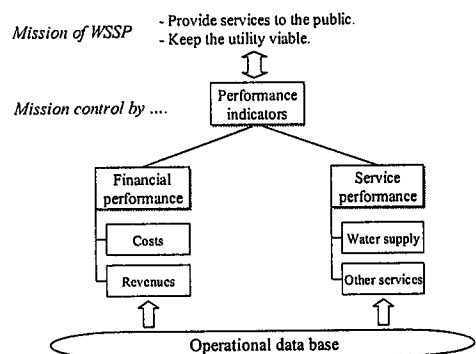 Mission of WSSP
- Provide services to the public.
- Keep the utility viable.
Mission control by ....
Performance
indicators
Financial
performance
Service
performance
Costs
Water supply
Revenues
Other services
Operational data base